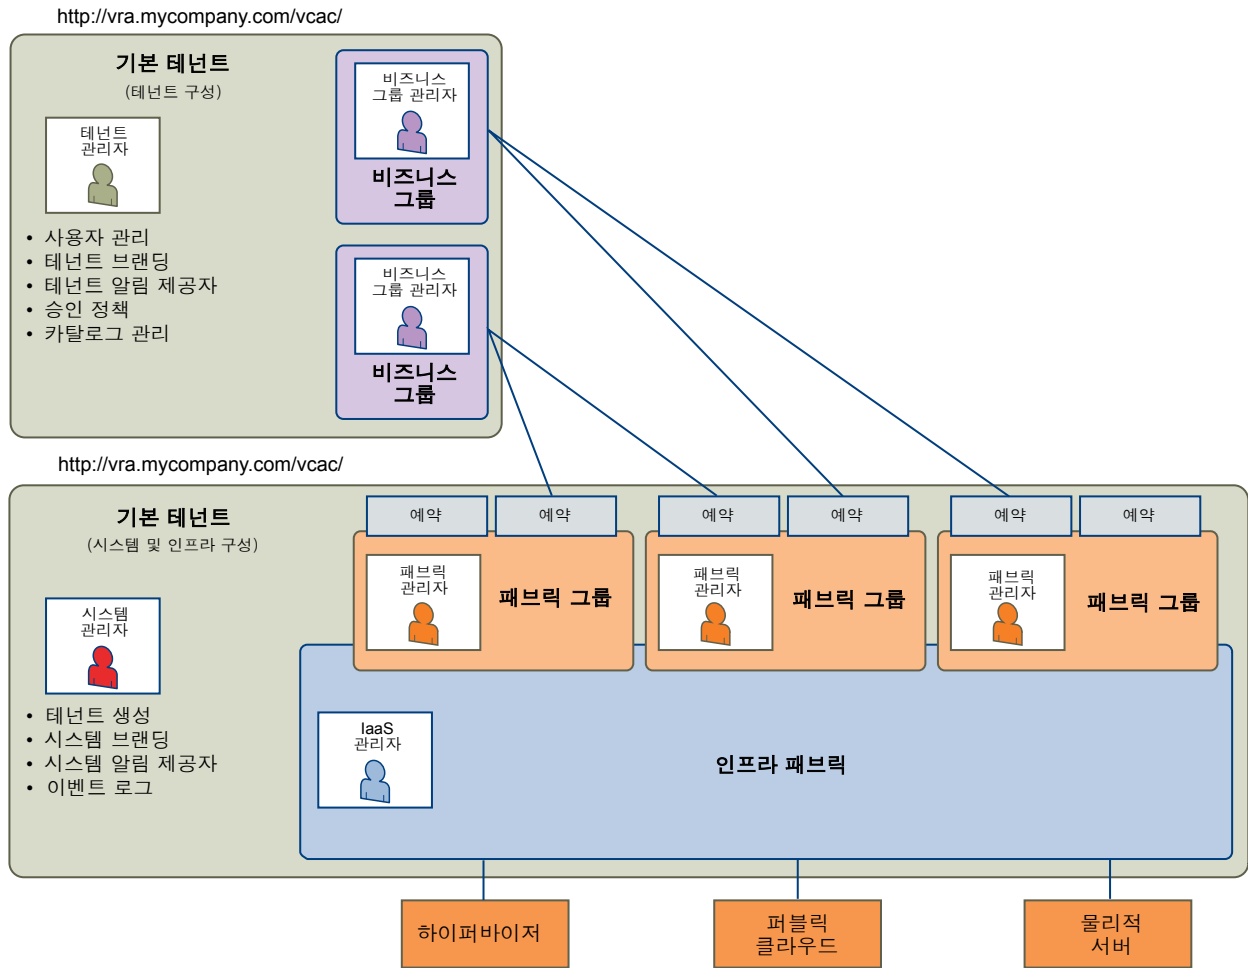 http://vra.mycompany.com/vcac/
기본 테넌트
(테넌트 구성)
테넌트
관리자
• 사용자 관리
• 테넌트 브랜딩
• 테넌트 알림 제공자
• 승인 정책
• 카탈로그 관리
비즈니스
그룹 관리자
비즈니스
그룹
비즈니스
그룹 관리자
비즈니스
그룹
http://vra.mycompany.com/vcac/
기본 테넌트
(시스템 및 인프라 구성)
시스템
관리자
• 테넌트 생성
• 시스템 브랜딩
• 시스템 알림 제공자
• 이벤트 로그
예약
예약
예약
예약
예약
예약
패브릭
관리자
패브릭 그룹
패브릭
관리자
패브릭 그룹
패브릭
관리자
패브릭 그룹
IaaS
관리자
인프라 패브릭
하이퍼바이저
퍼블릭
클라우드
물리적
서버